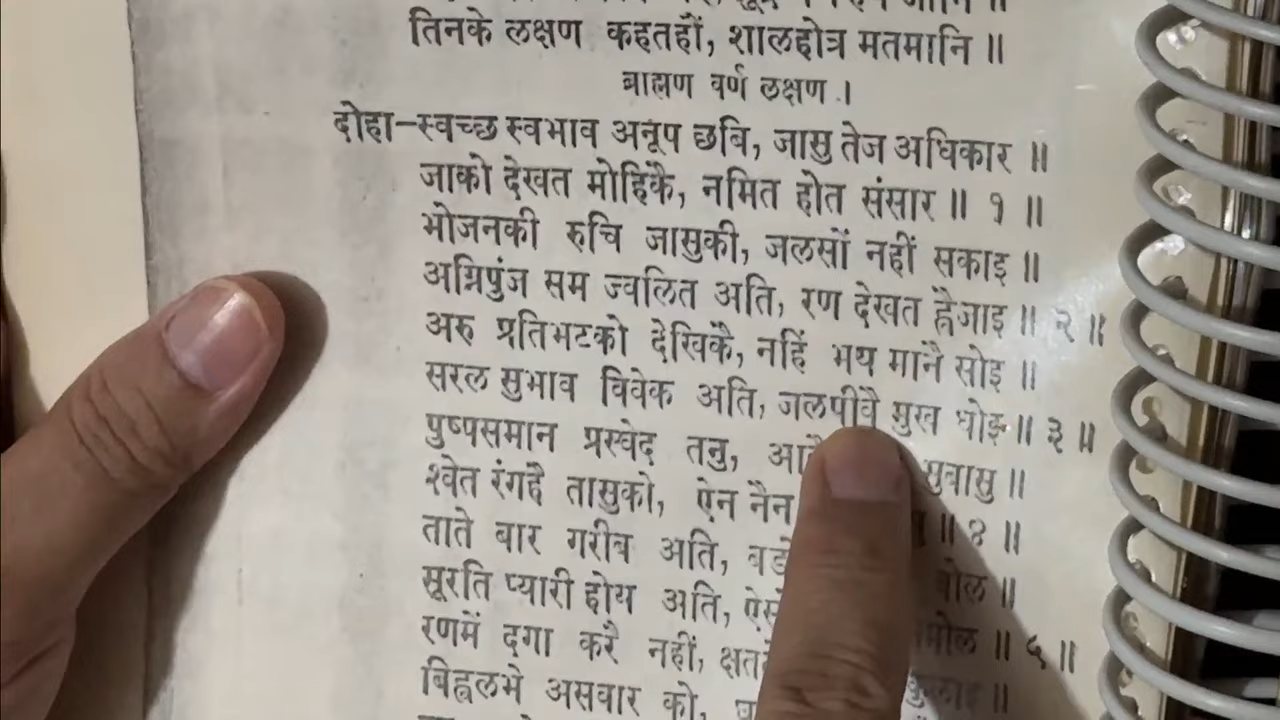 तिनके लक्षण कहतहौं, शालहोत्र मतमानि ॥
ब्राह्मण वर्ण लक्षण ।
दोहा–स्वच्छ स्वभाव अनूप छबि, जासु तेज अधिकार ॥
जाको देखत मोहिकै, नमित होत संसार ॥ १ ॥
भोजनकी रुचि जासुकी, जलसों नहीं सकाइ ॥
अग्निपुंज सम ज्वलित अति, रण देखत ह्वैजाइ ॥ २ ॥
अरु प्रतिभटको देखिकै, नहिं भय मानै सोइ ॥
सरल सुभाव विवेक अति, जलपीवै मुख धोइ ॥ ३ ॥
पुष्पसमान प्रस्वेद तनु, सुवासु ॥
श्वेत रंगहै तासुको, ऐन नैन ॥ ४ ॥
ताते बार गरीब अति, ॥
सूरति प्यारी होय अति, ॥ ५ ॥
रणमें दगा करै नहीं, ॥
बिह्वलभे असवार को,